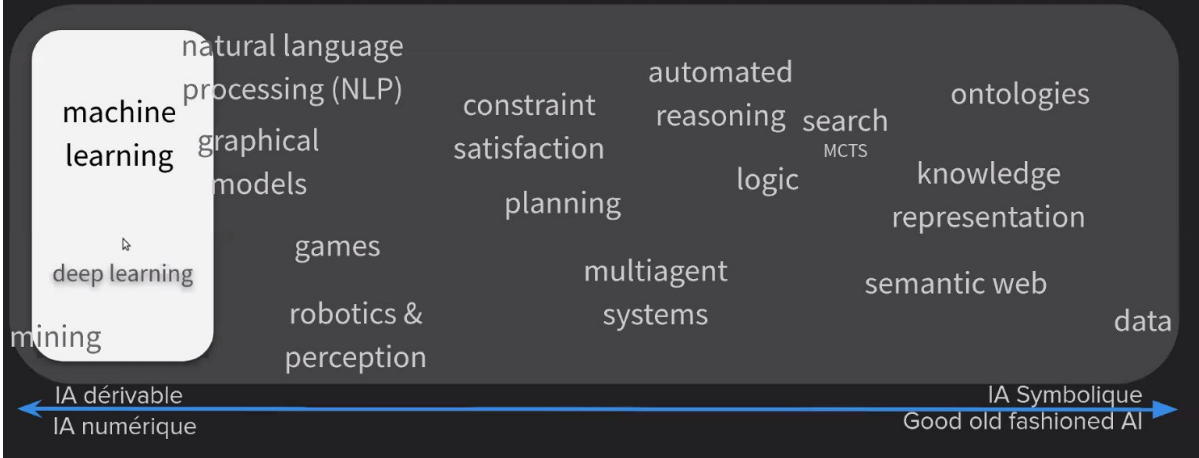 natural language
processing (NLP)
machine
learning
graphical
models
constraint
satisfaction
automated
reasoning
search
MCTS
ontologies
logic
knowledge
representation
planning
games
deep learning
multiagent
systems
semantic web
robotics &
perception
mining
data
IA dérivable
IA numérique
IA Symbolique
Good old fashioned AI